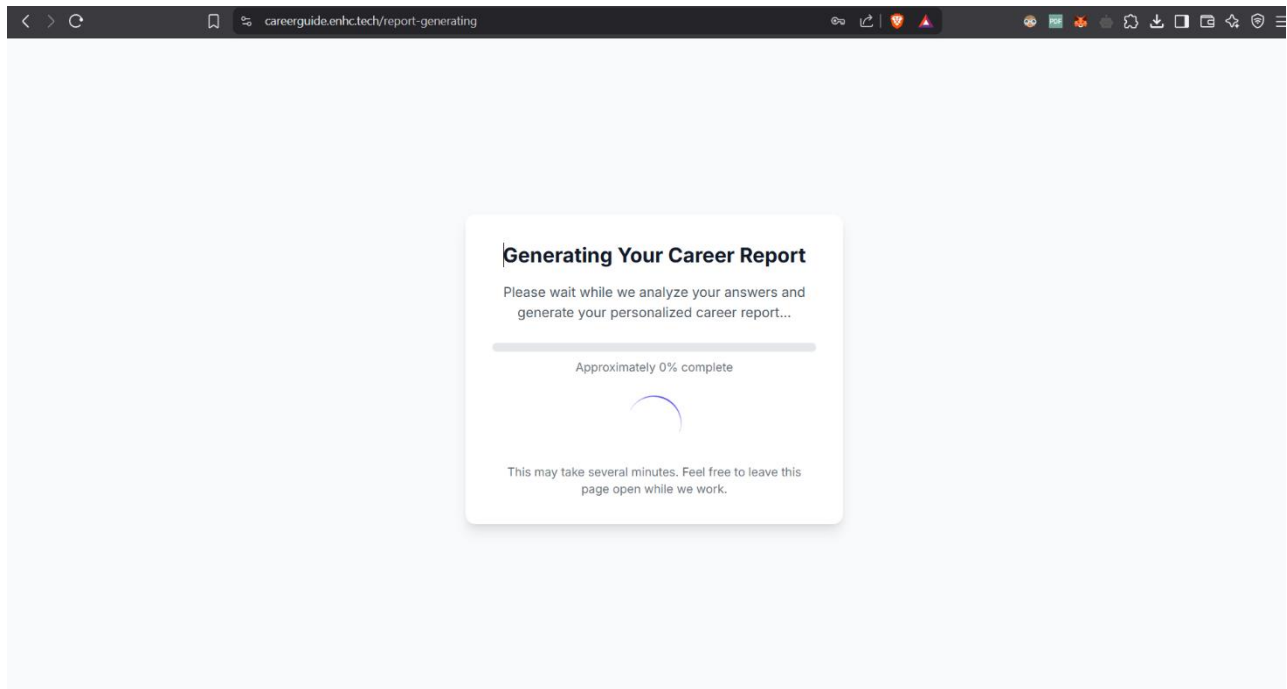 careerguide.enhc.tech/report-generating
PDF
Generating Your Career Report
Please wait while we analyze your answers and
generate your personalized career report...
Approximately 0% complete
This may take several minutes. Feel free to leave this
page open while we work.